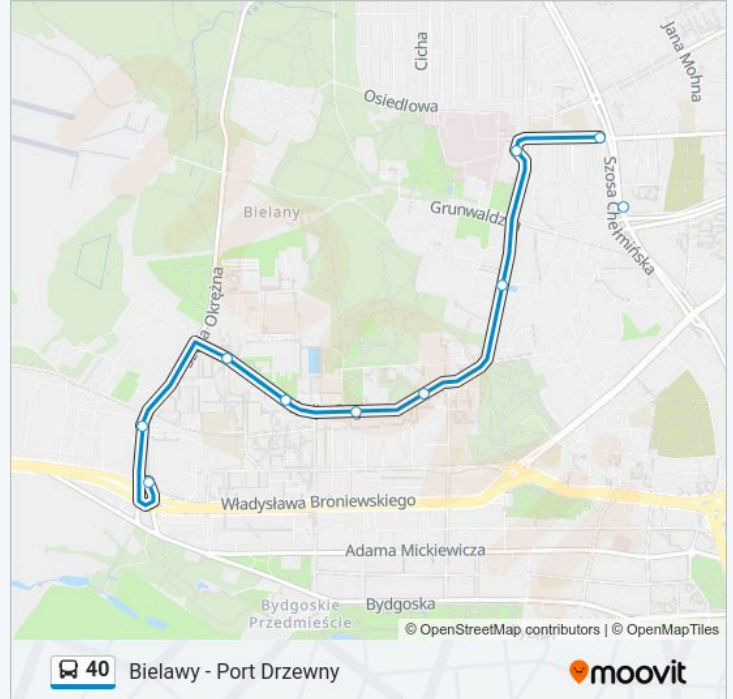 Cicha
Jana Mohna
Osiedlowa
Szosa Chełmińska
Grunwaldz
Bielany
a Okrężna
Władysława Broniewskiego
Adama Mickiewicza
Bydgoskie
Przedmieście
Bydgoska
© OpenStreetMap contributors | © OpenMapTiles
40
Bielawy - Port Drzewny
moovit